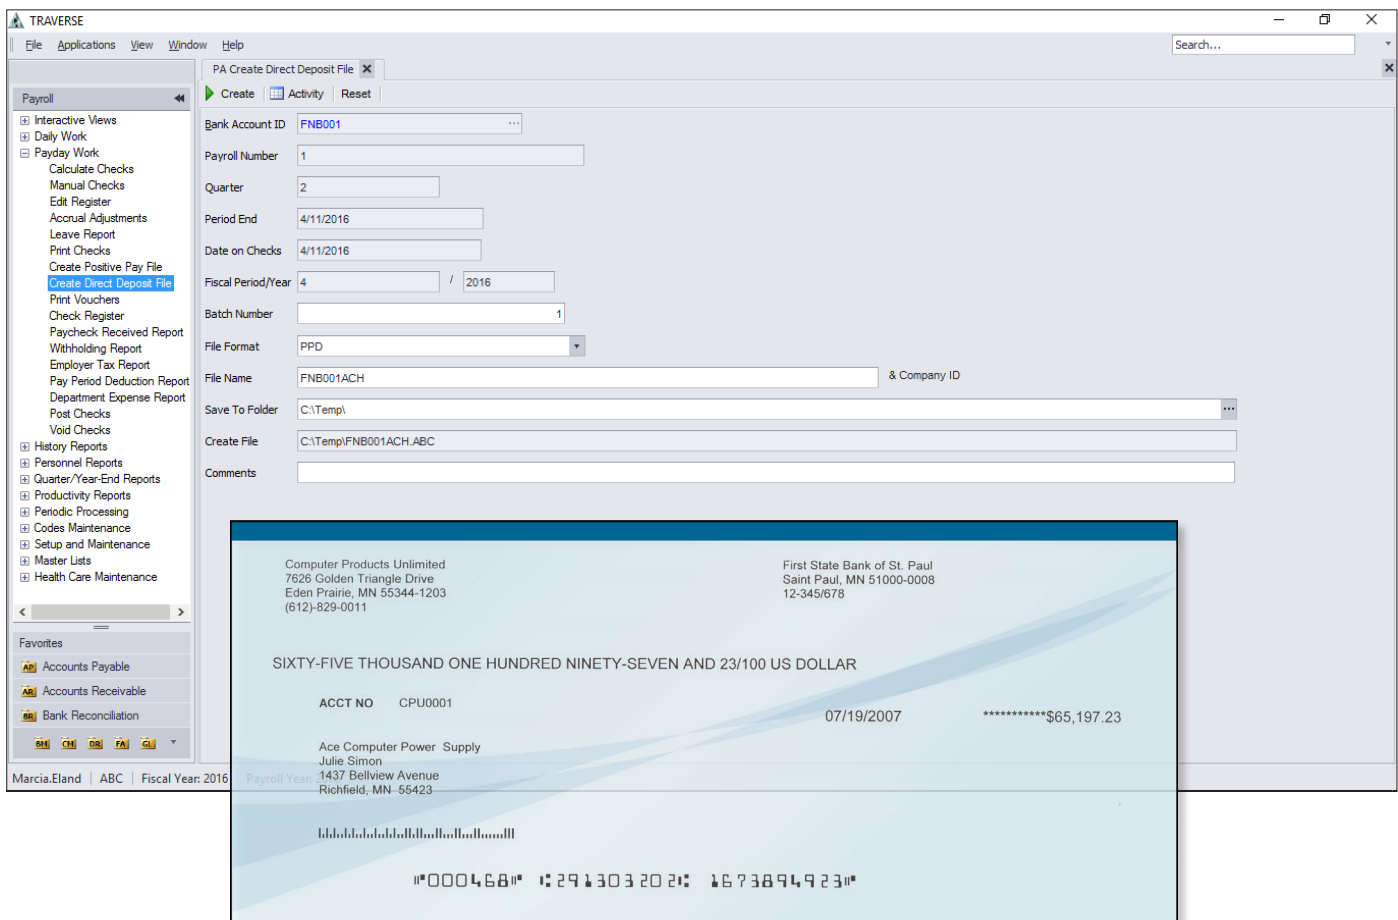 TRAVERSE
File Applications View Window Help
Search...
PA Create Direct Deposit File
Payroll
Create Activity Reset
Interactive Views
Daily Work
Payday Work
Calculate Checks
Manual Checks
Edit Register
Accrual Adjustments
Leave Report
Print Checks
Create Positive Pay File
Create Direct Deposit File
Print Vouchers
Check Register
Paycheck Received Report
Withholding Report
Employer Tax Report
Pay Period Deduction Report
Department Expense Report
Post Checks
Void Checks
History Reports
Personnel Reports
Quarter/Year-End Reports
Productivity Reports
Periodic Processing
Codes Maintenance
Setup and Maintenance
Master Lists
Health Care Maintenance
Favorites
AP Accounts Payable
AR Accounts Receivable
BR Bank Reconciliation
BM CM DR FA GL
Bank Account ID FNB001 ...
Payroll Number 1
Quarter 2
Period End 4/11/2016
Date on Checks 4/11/2016
Fiscal Period/Year 4 / 2016
Batch Number 1
File Format PPD
File Name FNB001ACH & Company ID
Save To Folder C:\Temp\ ...
Create File C:\Temp\FNB001ACH.ABC
Comments
Marcia.Eland ABC Fiscal Year: 2016 Payroll Year:
Computer Products Unlimited
7626 Golden Triangle Drive
Eden Prairie, MN 55344-1203
(612)-829-0011
First State Bank of St. Paul
Saint Paul, MN 51000-0008
12-345/678
SIXTY-FIVE THOUSAND ONE HUNDRED NINETY-SEVEN AND 23/100 US DOLLAR
ACCT NO CPU0001
07/19/2007 ***********$65,197.23
Ace Computer Power Supply
Julie Simon
1437 Bellview Avenue
Richfield, MN 55423
⑈000468⑈ ⑆291303202⑆ 1673894923⑈